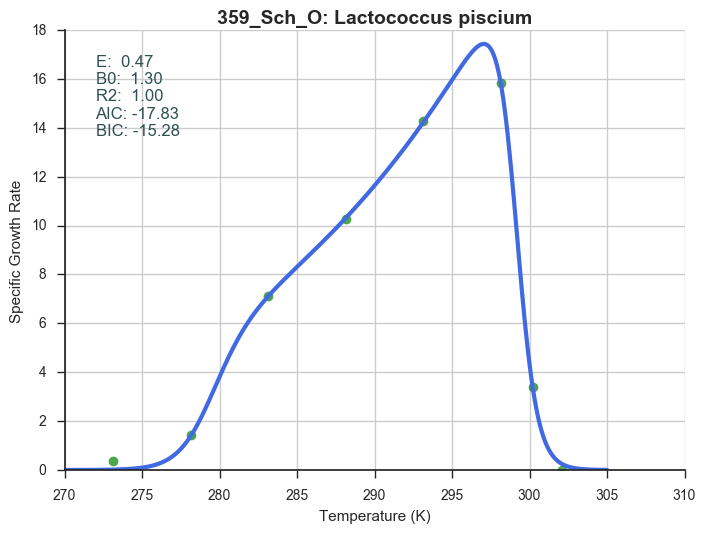 359_Sch_O: Lactococcus piscium
E:  0.47
B0:  1.30
R2:  1.00
AIC: -17.83
BIC: -15.28
Specific Growth Rate
18
16
14
12
10
8
6
4
2
0
270 275 280 285 290 295 300 305 310
Temperature (K)